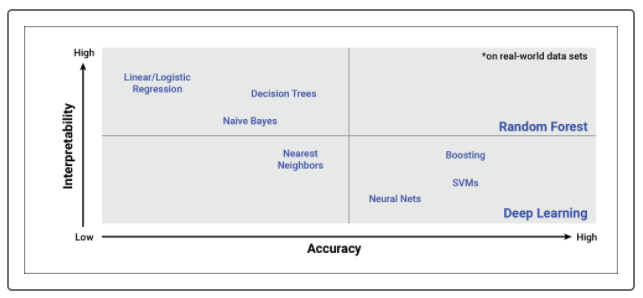 High
*on real-world data sets
Linear/Logistic
Regression
Decision Trees
Naive Bayes
Random Forest
Interpretability
Nearest
Neighbors
Boosting
SVMs
Neural Nets
Deep Learning
Low
High
Accuracy